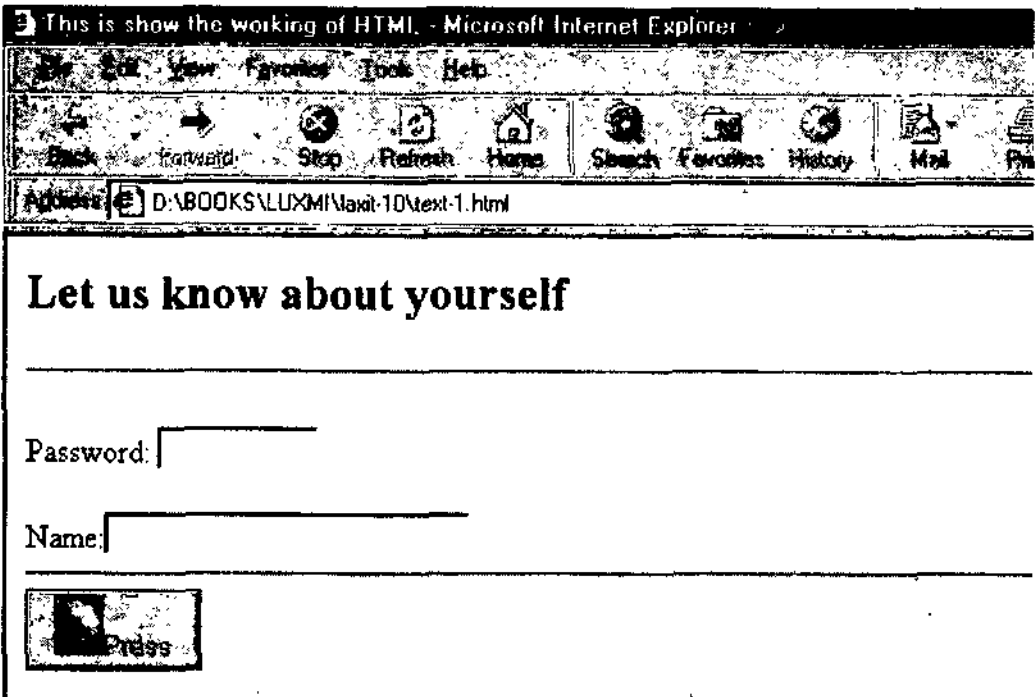 This is show the working of HTML - Microsoft Internet Explorer
Edit View Favorites Tools Help
Back Forward Stop Refresh Home Search Favorites History Mail
Address D:\BOOKS\LUXMI\laxit-10\text-1.html
Let us know about yourself
Password:
Name:
Press